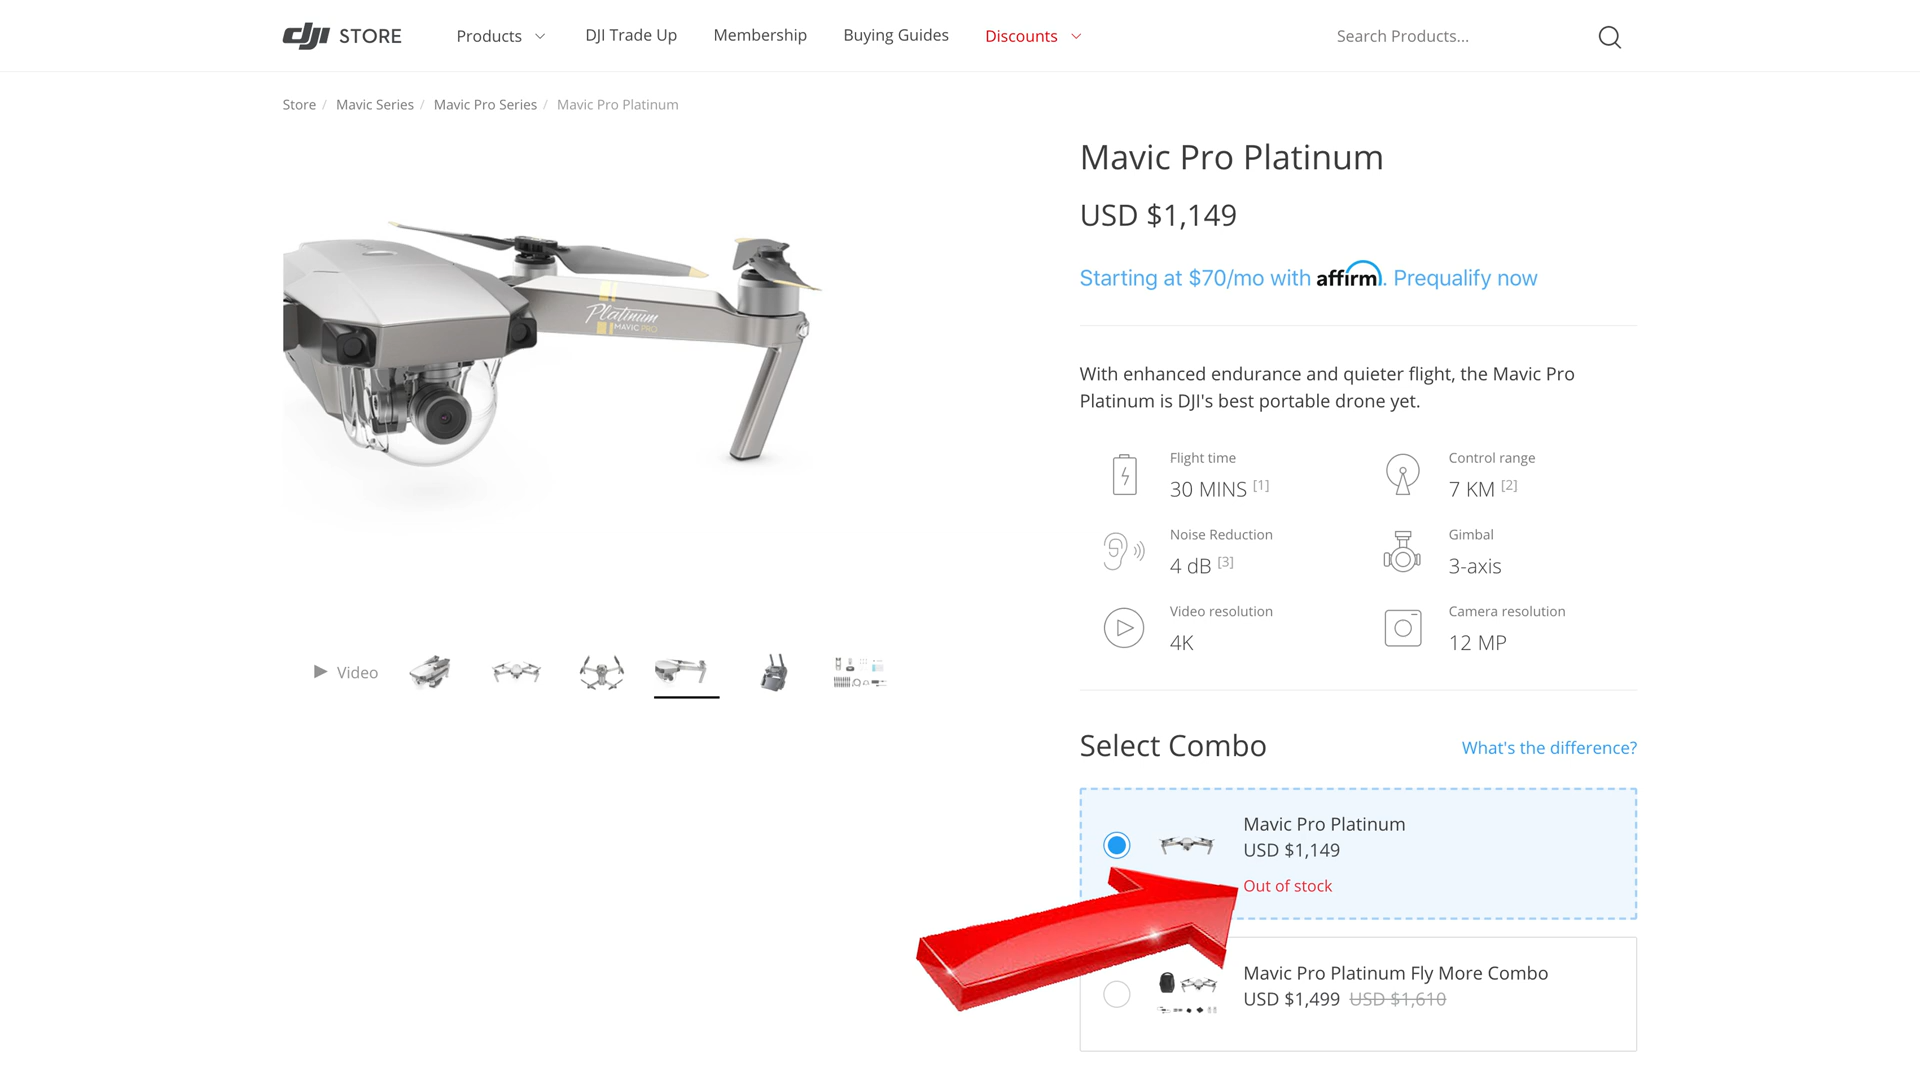 dji STORE
Products
DJI Trade Up
Membership
Buying Guides
Discounts
Search Products...
Store / Mavic Series / Mavic Pro Series / Mavic Pro Platinum
Platinum
MAVIC PRO
Video
Mavic Pro Platinum
USD $1,149
Starting at $70/mo with affirm. Prequalify now
With enhanced endurance and quieter flight, the Mavic Pro
Platinum is DJI's best portable drone yet.
Flight time
30 MINS [1]
Control range
7 KM [2]
Noise Reduction
4 dB [3]
Gimbal
3-axis
Video resolution
4K
Camera resolution
12 MP
Select Combo
What's the difference?
Mavic Pro Platinum
USD $1,149
Out of stock
Mavic Pro Platinum Fly More Combo
USD $1,499 USD $1,610